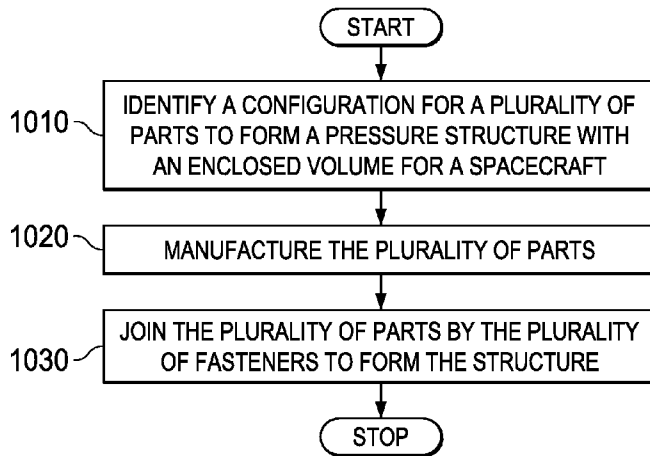 START
1010
IDENTIFY A CONFIGURATION FOR A PLURALITY OF
PARTS TO FORM A PRESSURE STRUCTURE WITH
AN ENCLOSED VOLUME FOR A SPACECRAFT
1020
MANUFACTURE THE PLURALITY OF PARTS
1030
JOIN THE PLURALITY OF PARTS BY THE PLURALITY
OF FASTENERS TO FORM THE STRUCTURE
STOP